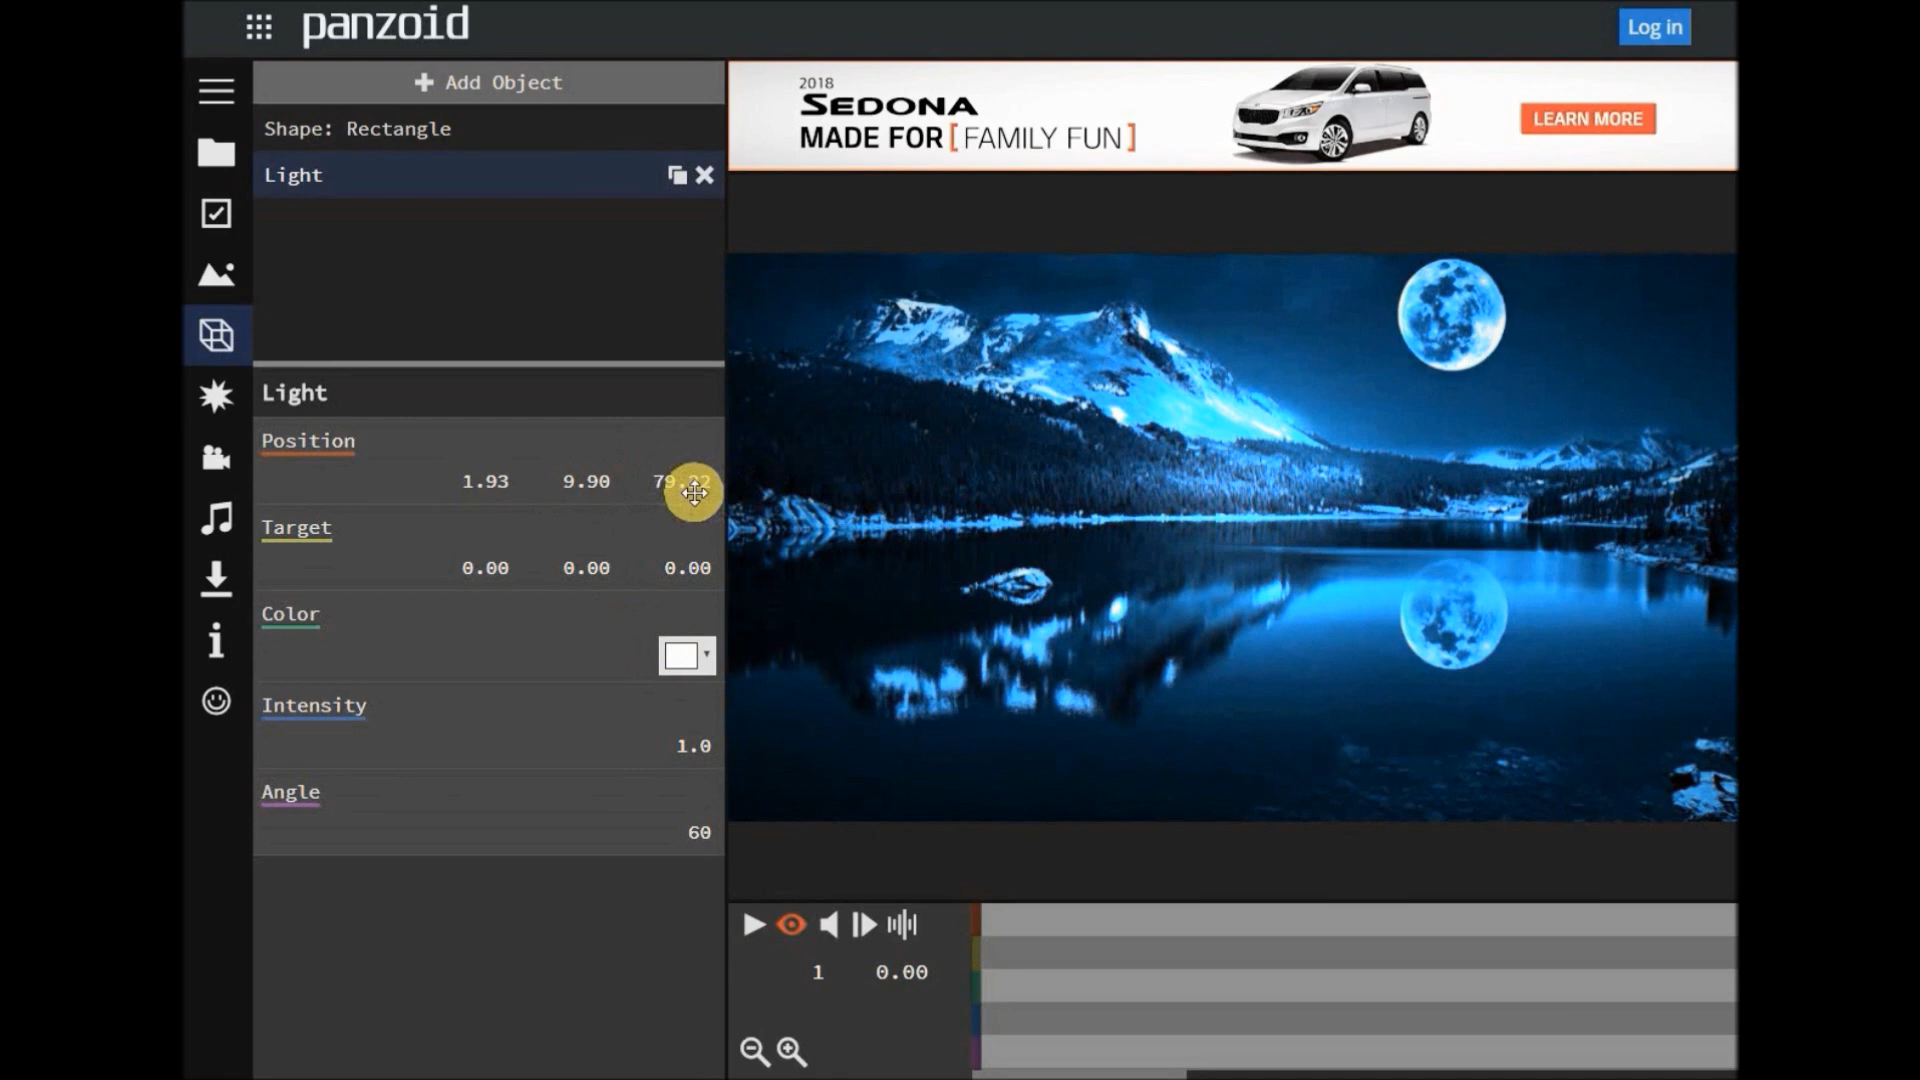 panzoid
Log in
Add Object
Shape: Rectangle
Light
2018
SEDONA
MADE FOR [FAMILY FUN]
LEARN MORE
Light
Position
1.93 9.90
Target
0.00 0.00 0.00
Color
Intensity
1.0
Angle
60
1 0.00